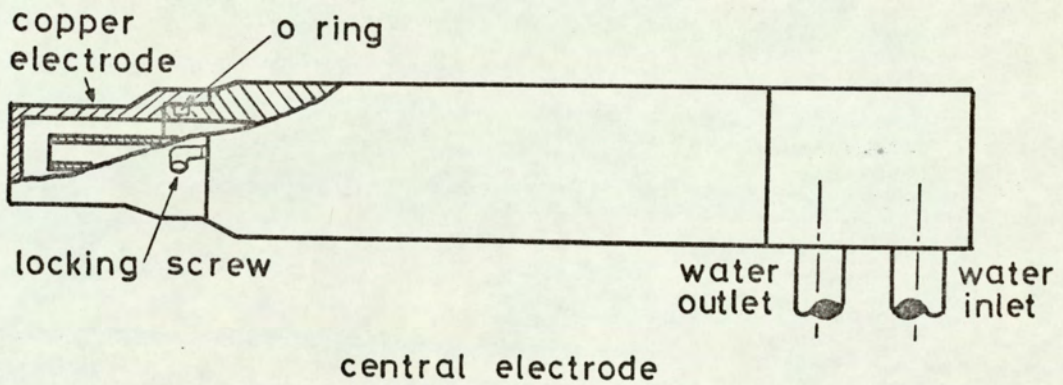 copper
electrode
o ring
locking screw
water
outlet
water
inlet
central electrode